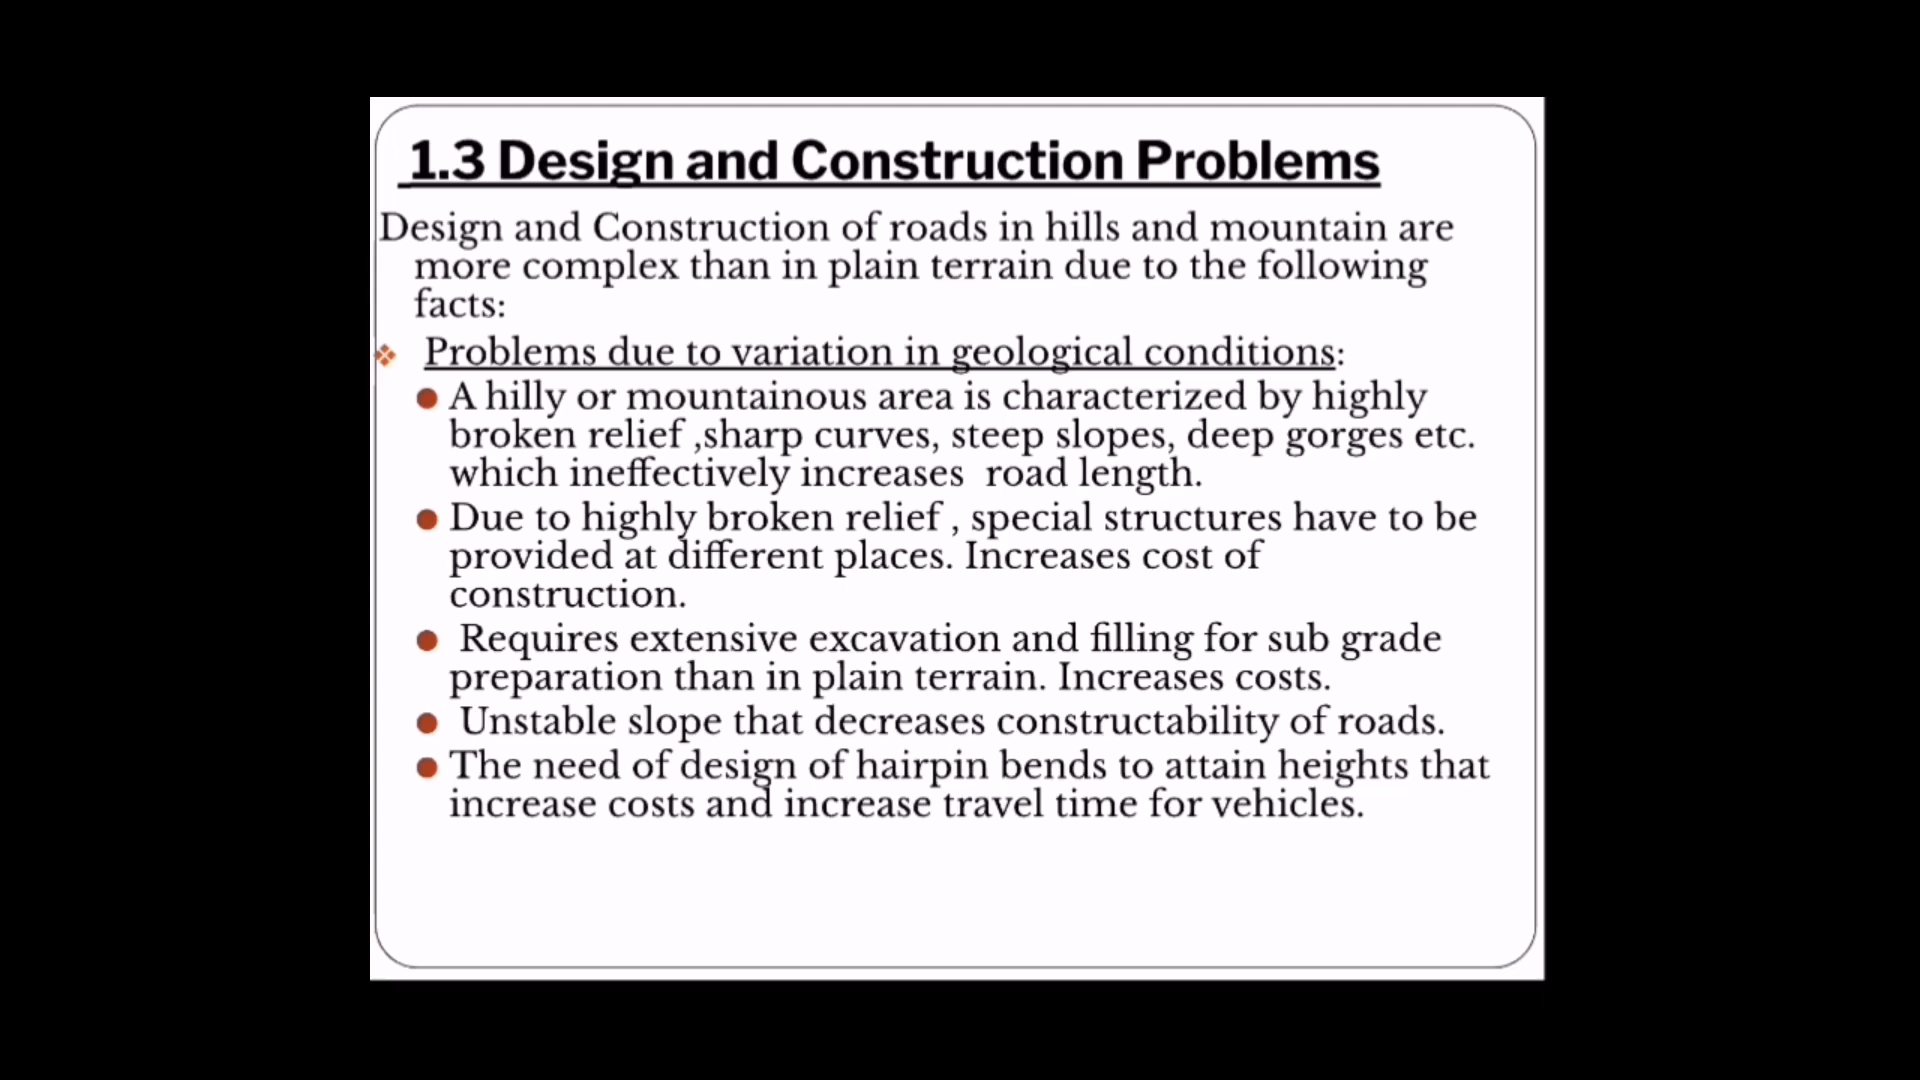 1.3 Design and Construction Problems
Design and Construction of roads in hills and mountain are
more complex than in plain terrain due to the following
facts:
Problems due to variation in geological conditions:
A hilly or mountainous area is characterized by highly
broken relief ,sharp curves, steep slopes, deep gorges etc.
which ineffectively increases  road length.
Due to highly broken relief , special structures have to be
provided at different places. Increases cost of
construction.
Requires extensive excavation and filling for sub grade
preparation than in plain terrain. Increases costs.
Unstable slope that decreases constructability of roads.
The need of design of hairpin bends to attain heights that
increase costs and increase travel time for vehicles.